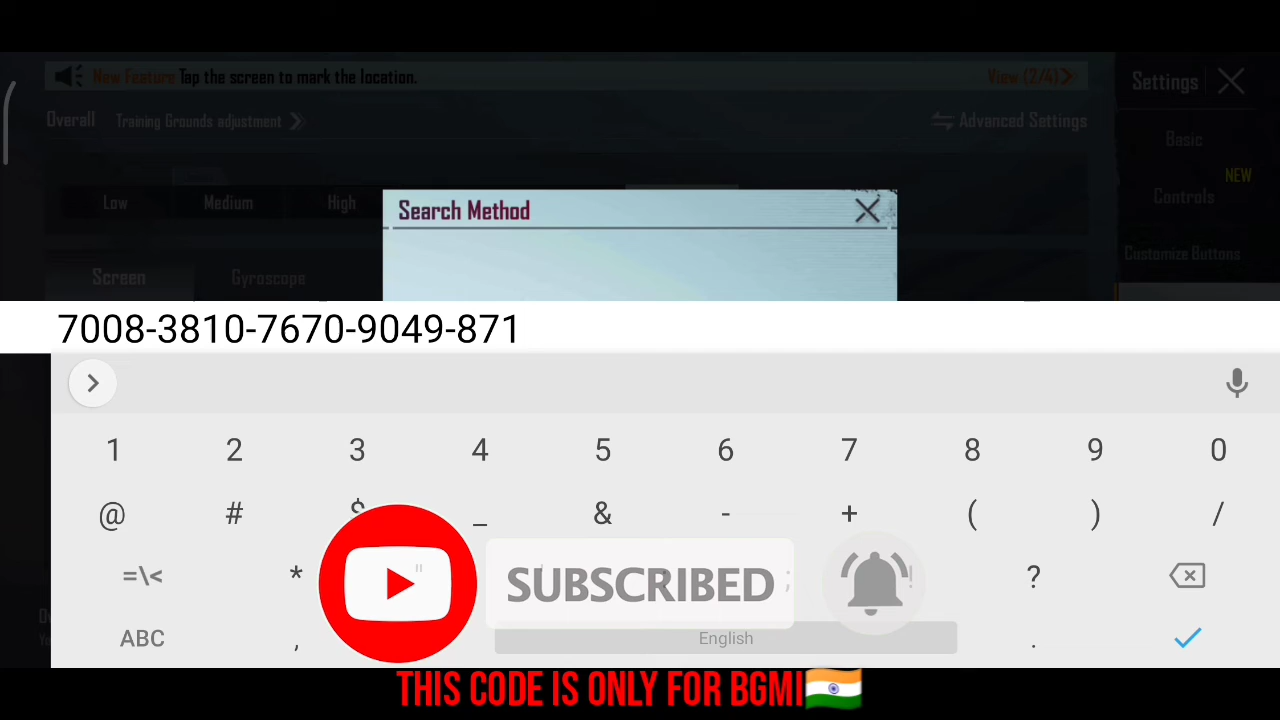 New Feature Tap the screen to mark the location. View (2/4)
Settings
Overall Training Grounds adjustment Advanced Settings
Basic
NEW
Low Medium High
Search Method
Controls
Customize Buttons
Screen Gyroscope
7008-3810-7670-9049-871
1 2 3 4 5 6 7 8 9 0
@ # $ _ & - + ( ) /
=\< * " ' ; ! ?
SUBSCRIBED
ABC , English .
THIS CODE IS ONLY FOR BGMI🇮🇳